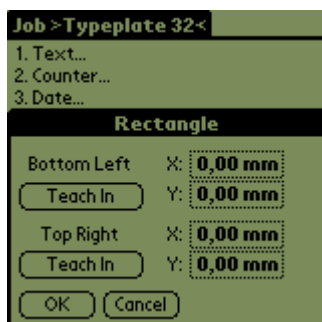 Job >Typeplate 32<
1. Text...
2. Counter...
3. Date...
Rectangle
Bottom Left X: 0,00 mm
Teach In Y: 0,00 mm
Top Right X: 0,00 mm
Teach In Y: 0,00 mm
OK Cancel